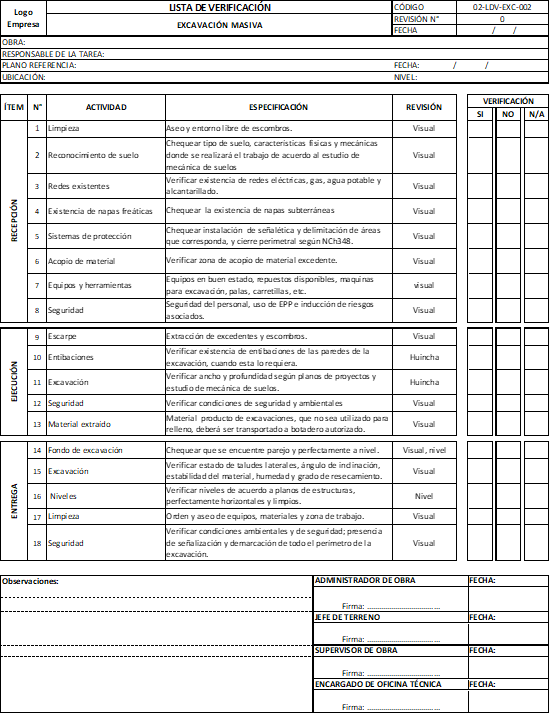 Logo
Empresa
LISTA DE VERIFICACIÓN
EXCAVACIÓN MASIVA
CÓDIGO 02-LDV-EXC-002
REVISIÓN N° 0
FECHA / /
OBRA:
RESPONSABLE DE LA TAREA:
PLANO REFERENCIA: FECHA: / /
UBICACIÓN: NIVEL:
VERIFICACIÓN
ÍTEM N° ACTIVIDAD ESPECIFICACIÓN REVISIÓN SI NO N/A
RECEPCIÓN
1 Limpieza Aseo y entorno libre de escombros. Visual
2 Reconocimiento de suelo Chequear tipo de suelo, características físicas y mecánicas
donde se realizará el trabajo de acuerdo al estudio de
mecánica de suelos Visual
3 Redes existentes Verificar existencia de redes eléctricas, gas, agua potable y
alcantarillado. Visual
4 Existencia de napas freáticas Chequear la existencia de napas subterráneas Visual
5 Sistemas de protección Chequear instalación de señalética y delimitación de áreas
que corresponda, y cierre perimetral según NCh348. Visual
6 Acopio de material Verificar zona de acopio de material excedente. Visual
7 Equipos y herramientas Equipos en buen estado, repuestos disponibles, maquinas
para excavación, palas, carretillas, etc. visual
8 Seguridad Seguridad del personal, uso de EPP e inducción de riesgos
asociados. Visual
EJECUCIÓN
9 Escarpe Extracción de excedentes y escombros. Visual
10 Entibaciones Verificar existencia de entibaciones de las paredes de la
excavación, cuando esta lo requiera. Huincha
11 Excavación Verificar ancho y profundidad según planos de proyectos y
estudio de mecánica de suelos. Huincha
12 Seguridad Verificar condiciones de seguridad y ambientales Visual
13 Material extraído Material producto de excavaciones, que no sea utilizado para
relleno, deberá ser transportado a botadero autorizado. Visual
ENTREGA
14 Fondo de excavación Chequear que se encuentre parejo y perfectamente a nivel. Visual, nivel
15 Excavación Verificar estado de taludes laterales, ángulo de inclinación,
estabilidad del material, humedad y grado de resecamiento. Visual
16 Niveles Verificar niveles de acuerdo a planos de estructuras,
perfectamente horizontales y limpios. Nivel
17 Limpieza Orden y aseo de equipos, materiales y zona de trabajo. Visual
18 Seguridad Verificar condiciones ambientales y de seguridad; presencia
de señalización y demarcación de todo el perímetro de la
excavación. Visual
Observaciones:
ADMINISTRADOR DE OBRA FECHA:
Firma: ....................................
JEFE DE TERRENO FECHA:
Firma: ....................................
SUPERVISOR DE OBRA FECHA:
Firma: ....................................
ENCARGADO DE OFICINA TÉCNICA FECHA:
Firma: ....................................